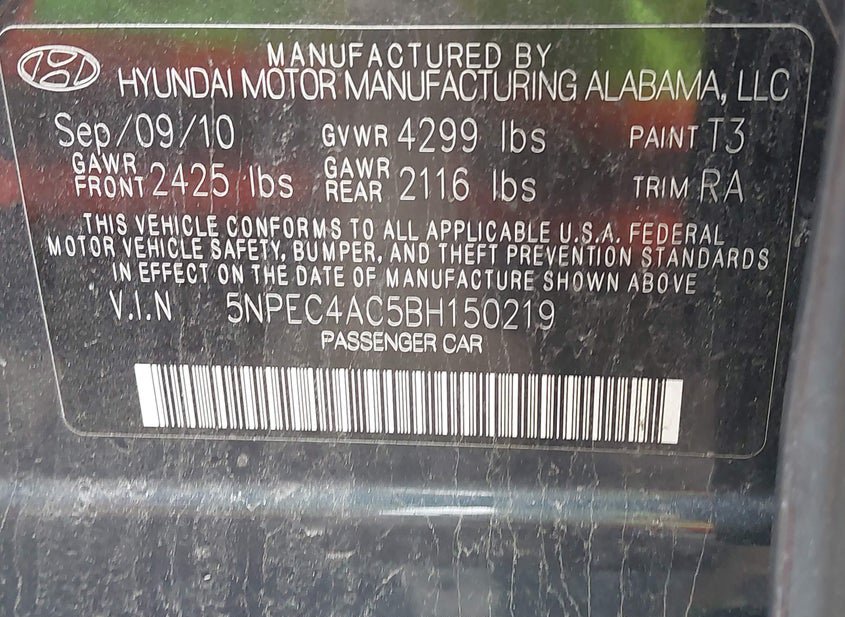 MANUFACTURED BY
HYUNDAI MOTOR MANUFACTURING ALABAMA, LLC
Sep/09/10 GVWR 4299 lbs PAINT T3
GAWR FRONT 2425 lbs GAWR REAR 2116 lbs TRIM RA
THIS VEHICLE CONFORMS TO ALL APPLICABLE U.S.A. FEDERAL
MOTOR VEHICLE SAFETY, BUMPER, AND THEFT PREVENTION STANDARDS
IN EFFECT ON THE DATE OF MANUFACTURE SHOWN ABOVE
V.I.N 5NPEC4AC5BH150219
PASSENGER CAR